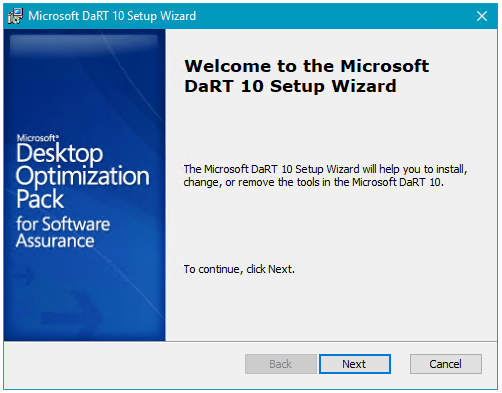 Microsoft DaRT 10 Setup Wizard
Welcome to the Microsoft
DaRT 10 Setup Wizard
Microsoft®
Desktop
Optimization
Pack
for Software
Assurance
The Microsoft DaRT 10 Setup Wizard will help you to install,
change, or remove the tools in the Microsoft DaRT 10.
To continue, click Next.
Back Next Cancel